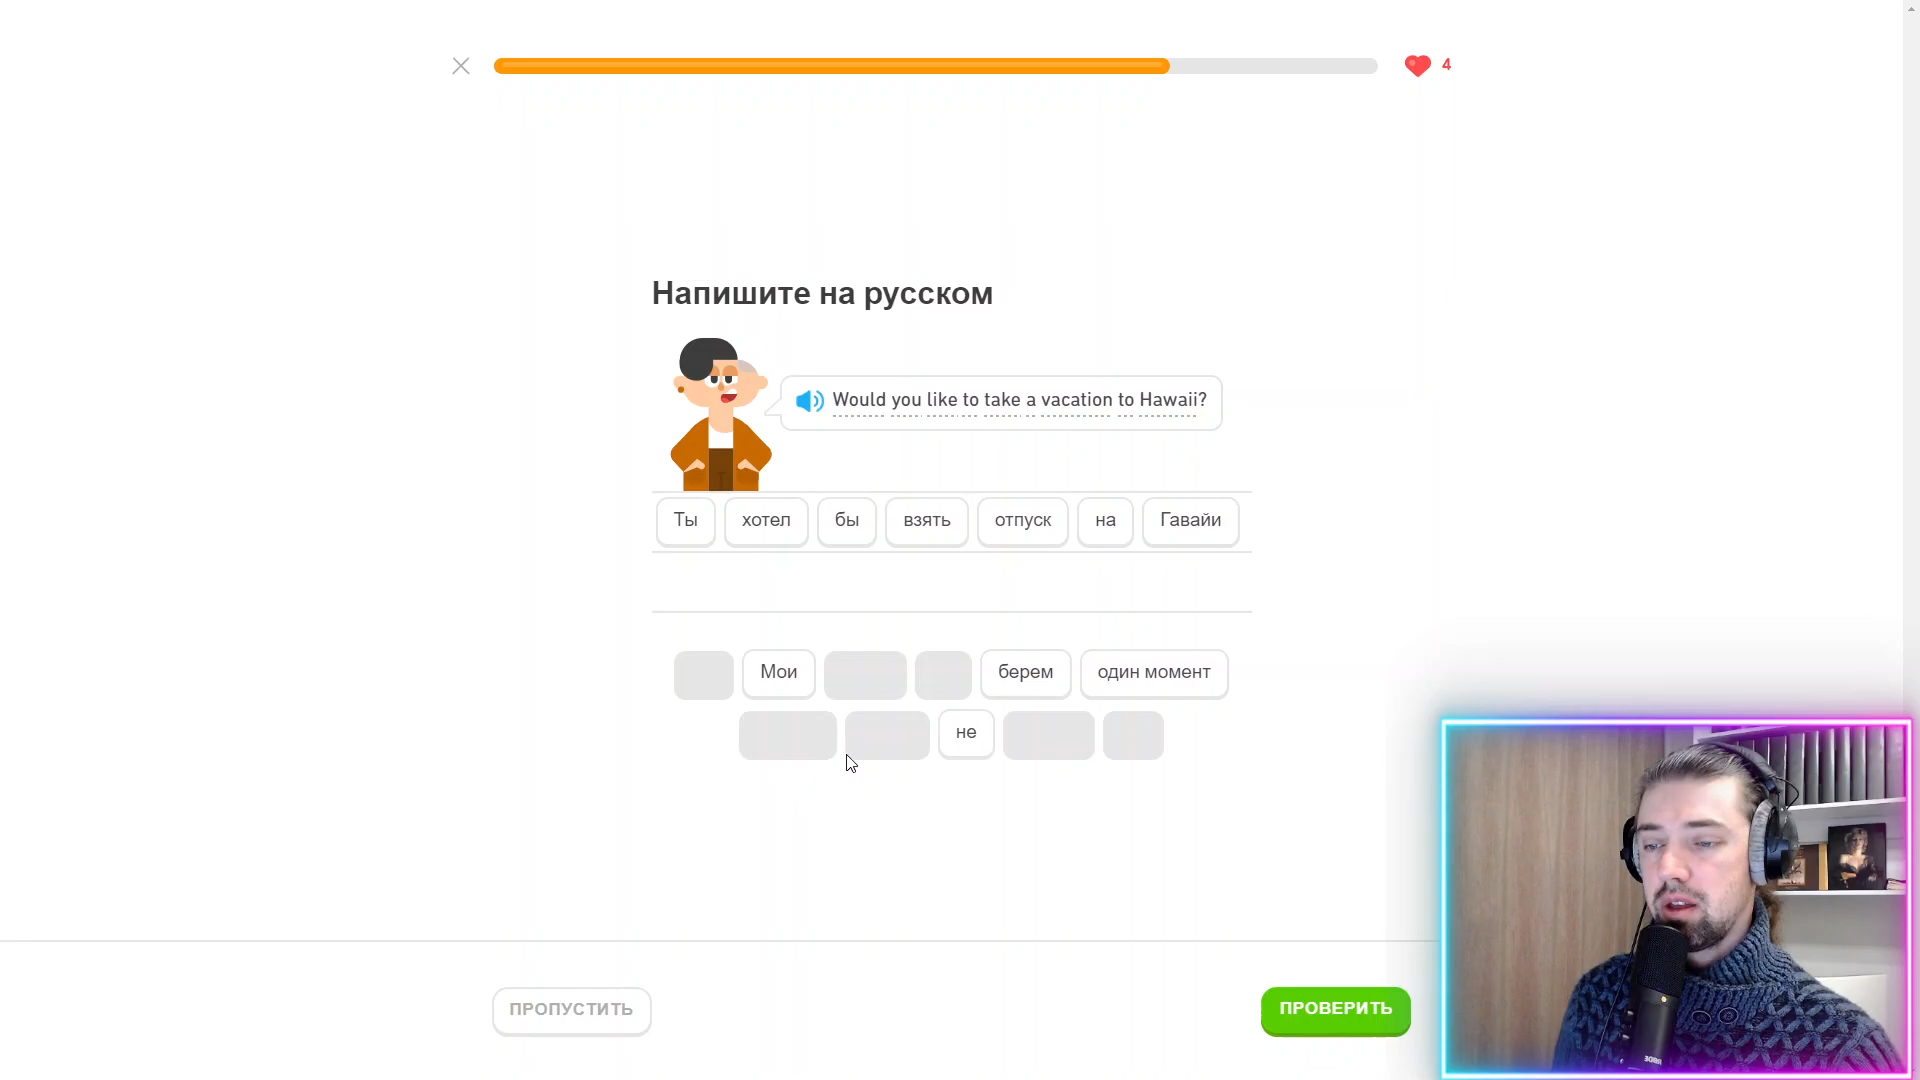 4
Напишите на русском
Would you like to take a vacation to Hawaii?
Ты хотел бы взять отпуск на Гавайи
Мои берем один момент
не
ПРОПУСТИТЬ ПРОВЕРИТЬ